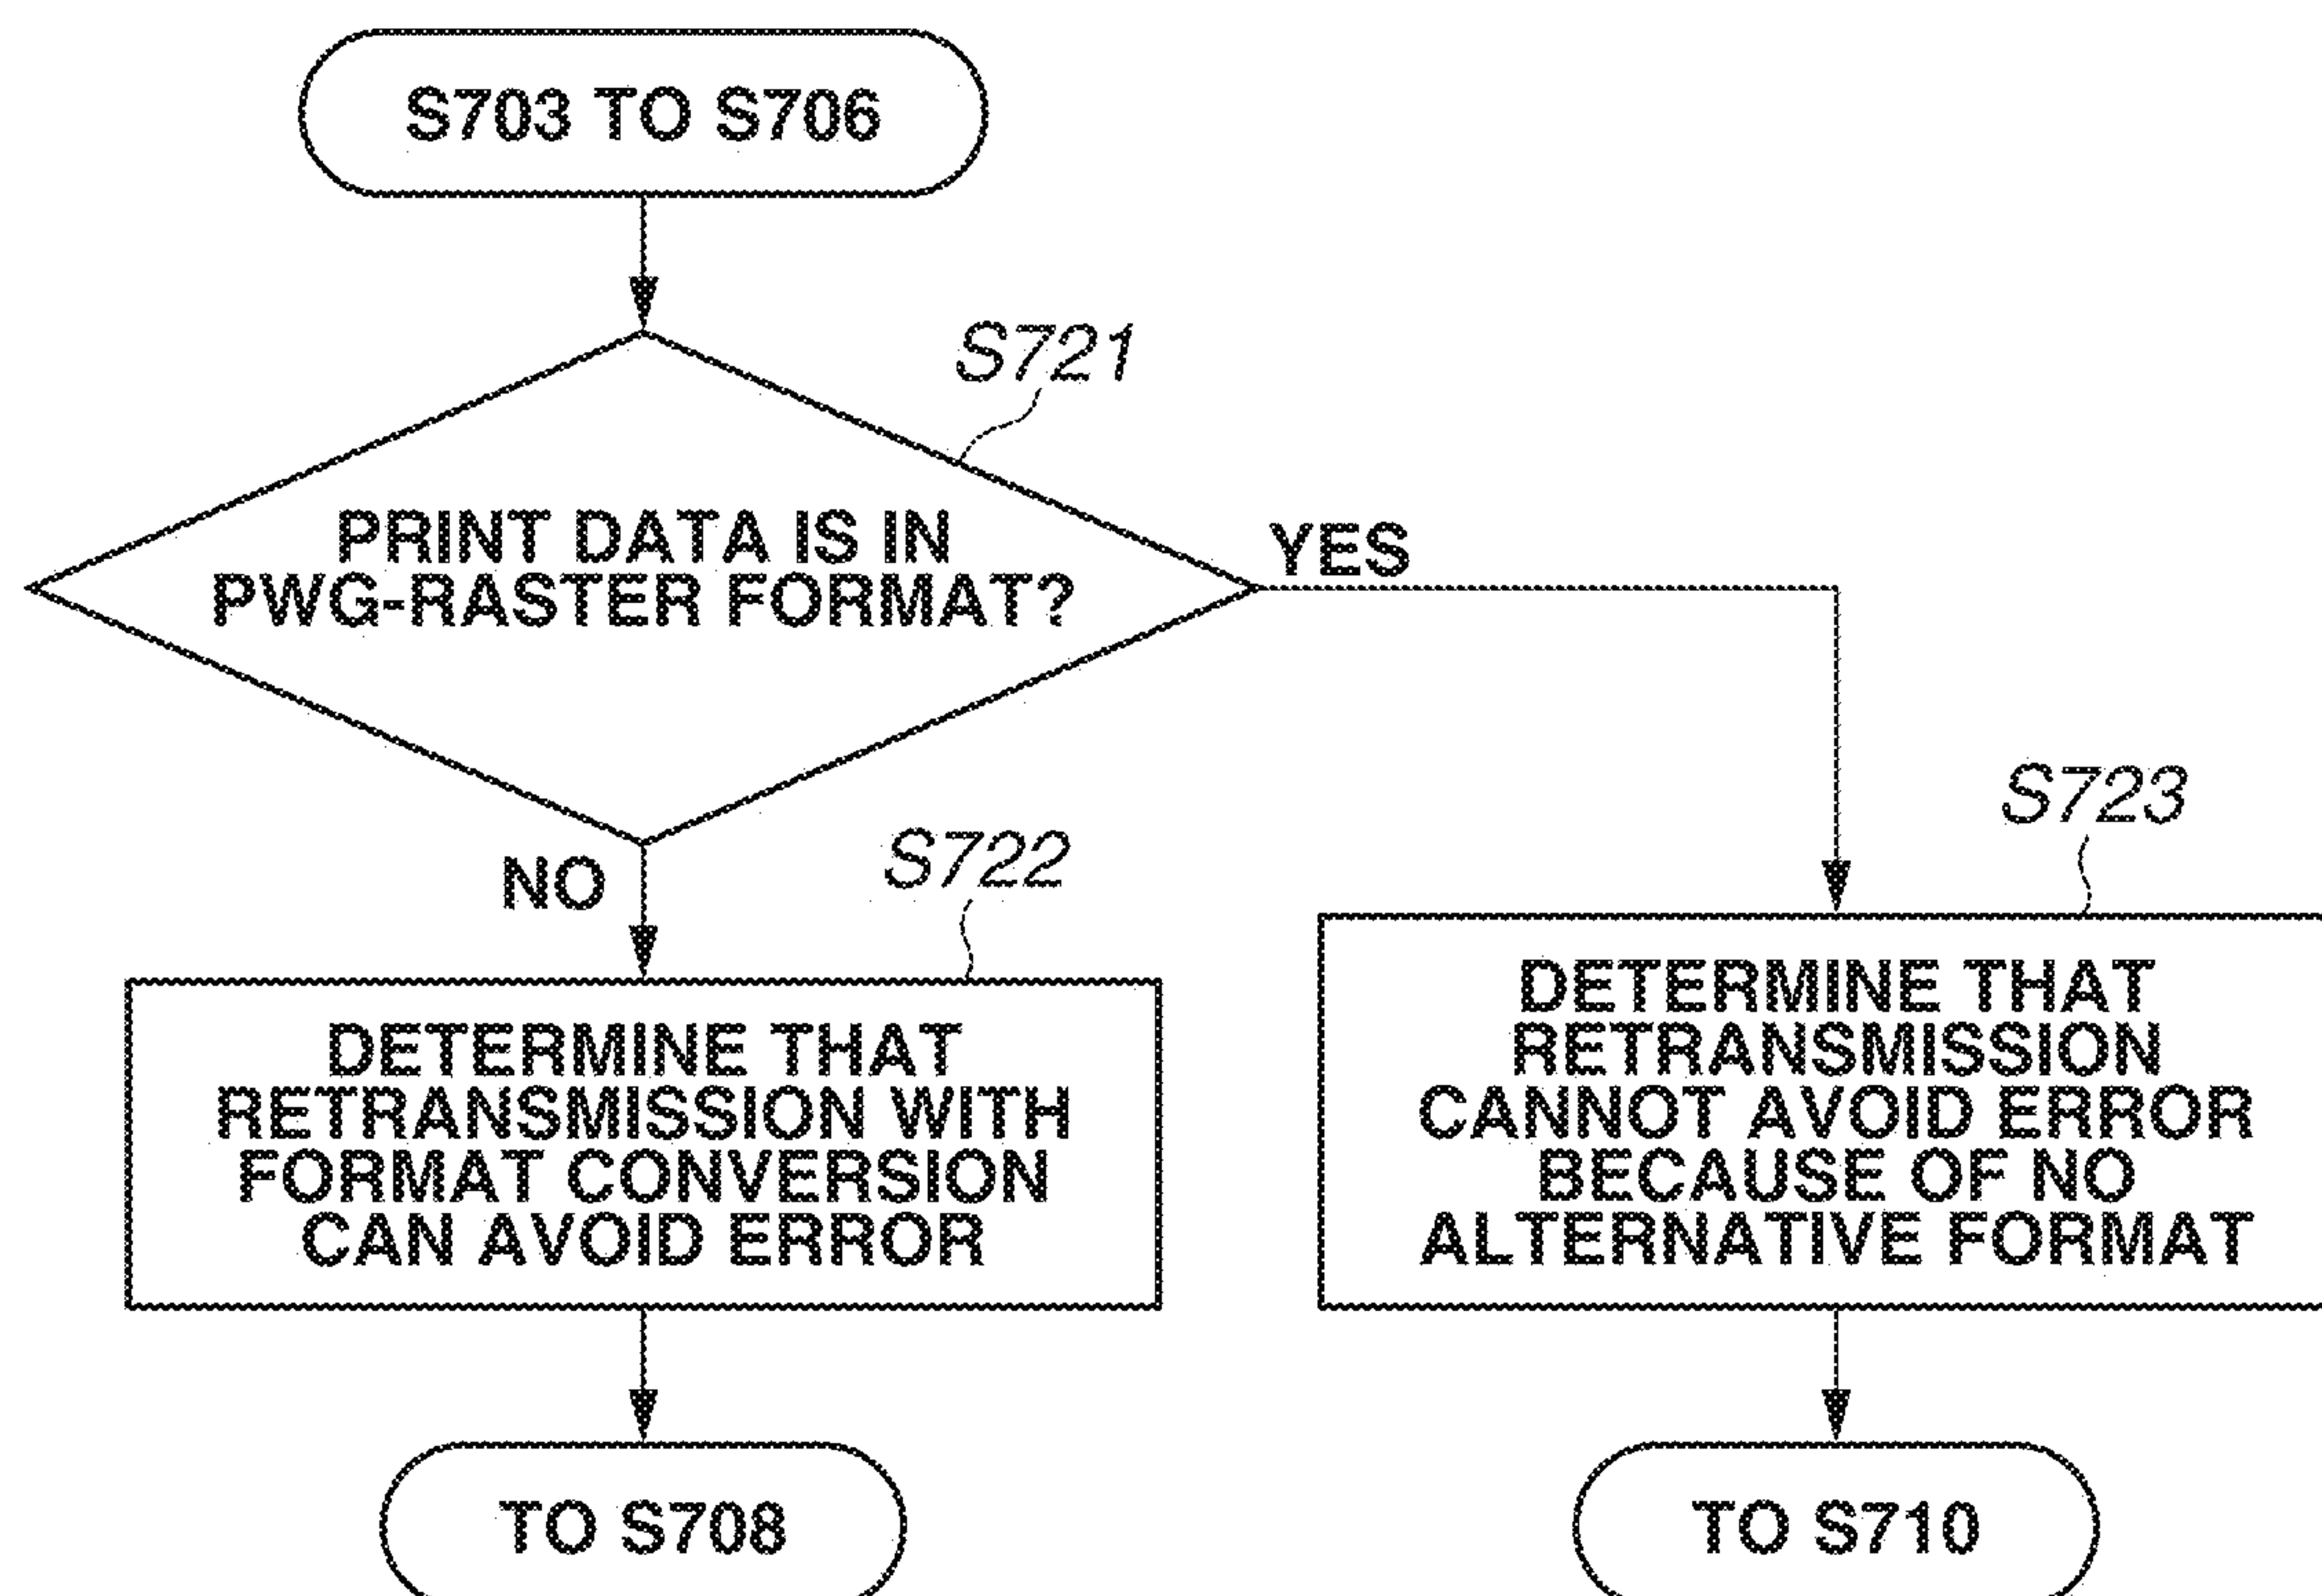 S703 TO S706
S721
PRINT DATA IS IN
PWG-RASTER FORMAT?
YES
NO
S722
DETERMINE THAT
RETRANSMISSION WITH
FORMAT CONVERSION
CAN AVOID ERROR
TO S708
S723
DETERMINE THAT
RETRANSMISSION
CANNOT AVOID ERROR
BECAUSE OF NO
ALTERNATIVE FORMAT
TO S710